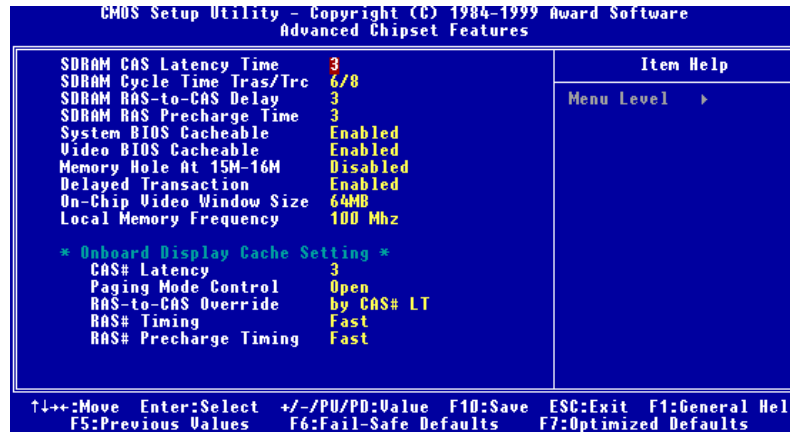 CMOS Setup Utility - Copyright (C) 1984-1999 Award Software
Advanced Chipset Features
SDRAM CAS Latency Time 3
SDRAM Cycle Time Tras/Trc 6/8
SDRAM RAS-to-CAS Delay 3
SDRAM RAS Precharge Time 3
System BIOS Cacheable Enabled
Video BIOS Cacheable Enabled
Memory Hole At 15M-16M Disabled
Delayed Transaction Enabled
On-Chip Video Window Size 64MB
Local Memory Frequency 100 Mhz
* Onboard Display Cache Setting *
CAS# Latency 3
Paging Mode Control Open
RAS-to-CAS Override by CAS# LT
RAS# Timing Fast
RAS# Precharge Timing Fast
Item Help
Menu Level ▸
↑↓→←:Move Enter:Select +/-/PU/PD:Value F10:Save ESC:Exit F1:General Hel
F5:Previous Values F6:Fail-Safe Defaults F7:Optimized Defaults